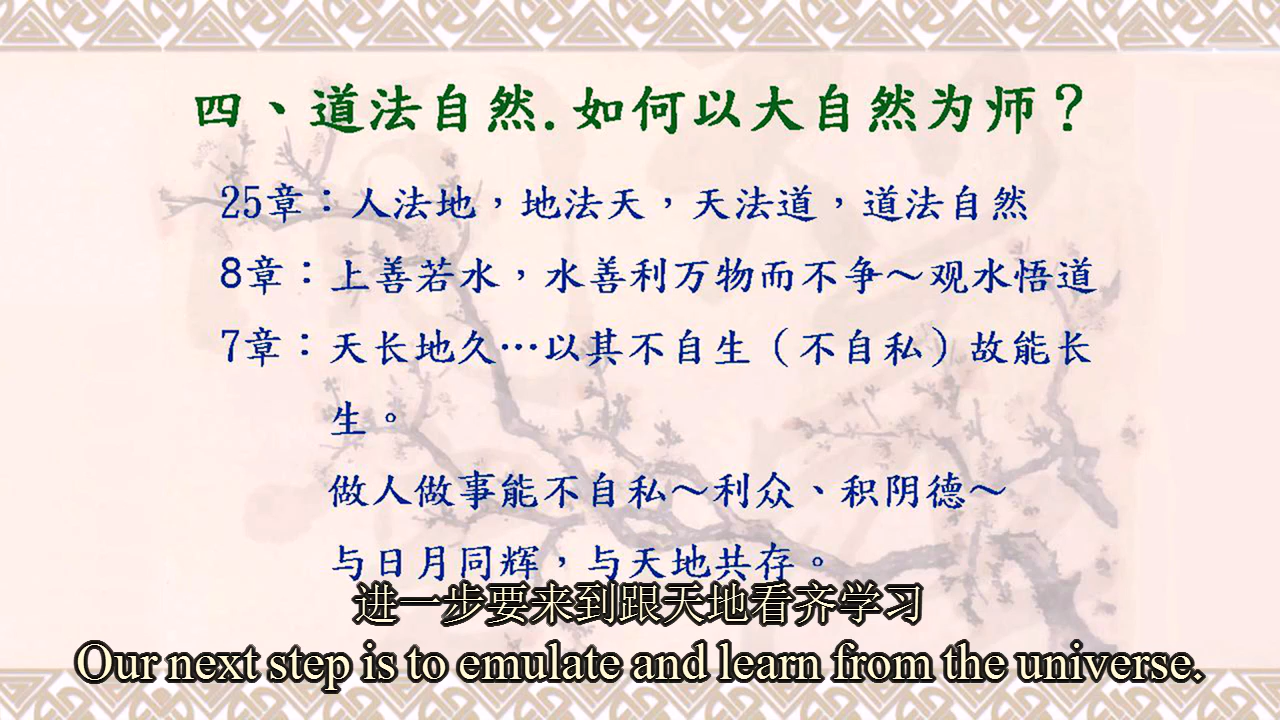 四、道法自然.如何以大自然为师？
25章：人法地，地法天，天法道，道法自然
8章：上善若水，水善利万物而不争～观水悟道
7章：天长地久…以其不自生（不自私）故能长
生。
做人做事能不自私～利众、积阴德～
与日月同辉，与天地共存。
进一步要来到跟天地看齐学习
Our next step is to emulate and learn from the universe.